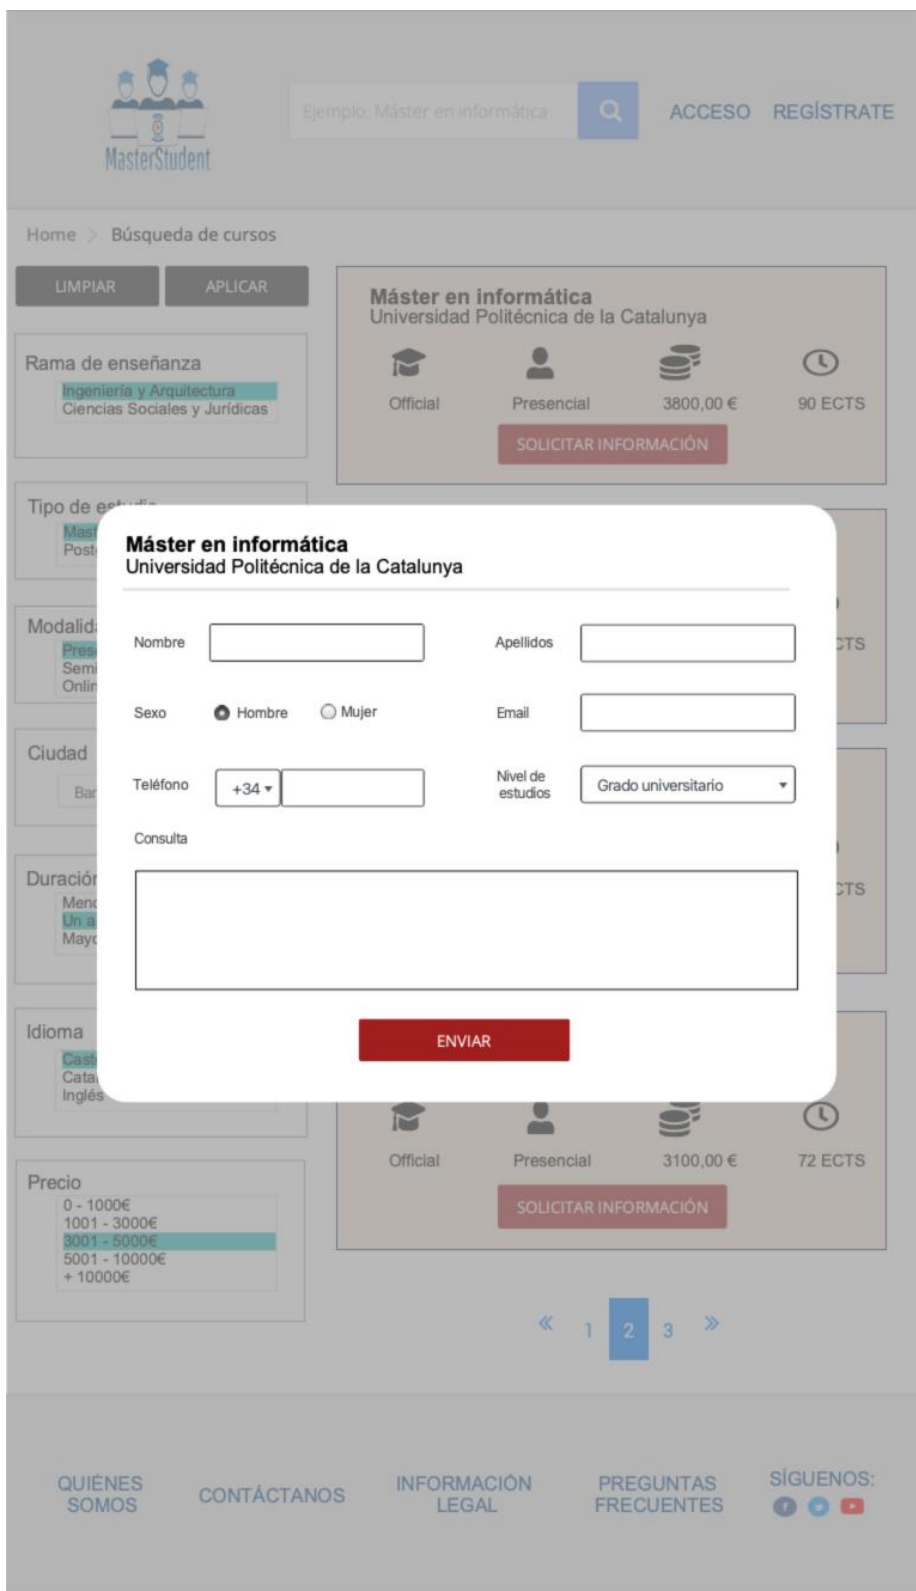 MasterStudent
Ejemplo: Máster en informática
ACCESO
REGÍSTRATE
Home
Búsqueda de cursos
LIMPIAR
APLICAR
Rama de enseñanza
Ingeniería y Arquitectura
Ciencias Sociales y Jurídicas
Máster en informática
Universidad Politécnica de la Catalunya
Official
Presencial
3800,00 €
90 ECTS
SOLICITAR INFORMACIÓN
Tipo de
Máster en informática
Universidad Politécnica de la Catalunya
Nombre
Apellidos
Sexo
Hombre
Mujer
Email
Teléfono
+34
Nivel de
estudios
Grado universitario
Consulta
ENVIAR
Ciudad
Duración
Un a
Idioma
Inglés
Official
Presencial
3100,00 €
72 ECTS
SOLICITAR INFORMACIÓN
Precio
0 - 1000€
1001 - 3000€
3001 - 5000€
5001 - 10000€
+ 10000€
«
1
2
3
»
QUIÉNES
SOMOS
CONTÁCTANOS
INFORMACIÓN
LEGAL
PREGUNTAS
FRECUENTES
SÍGUENOS: